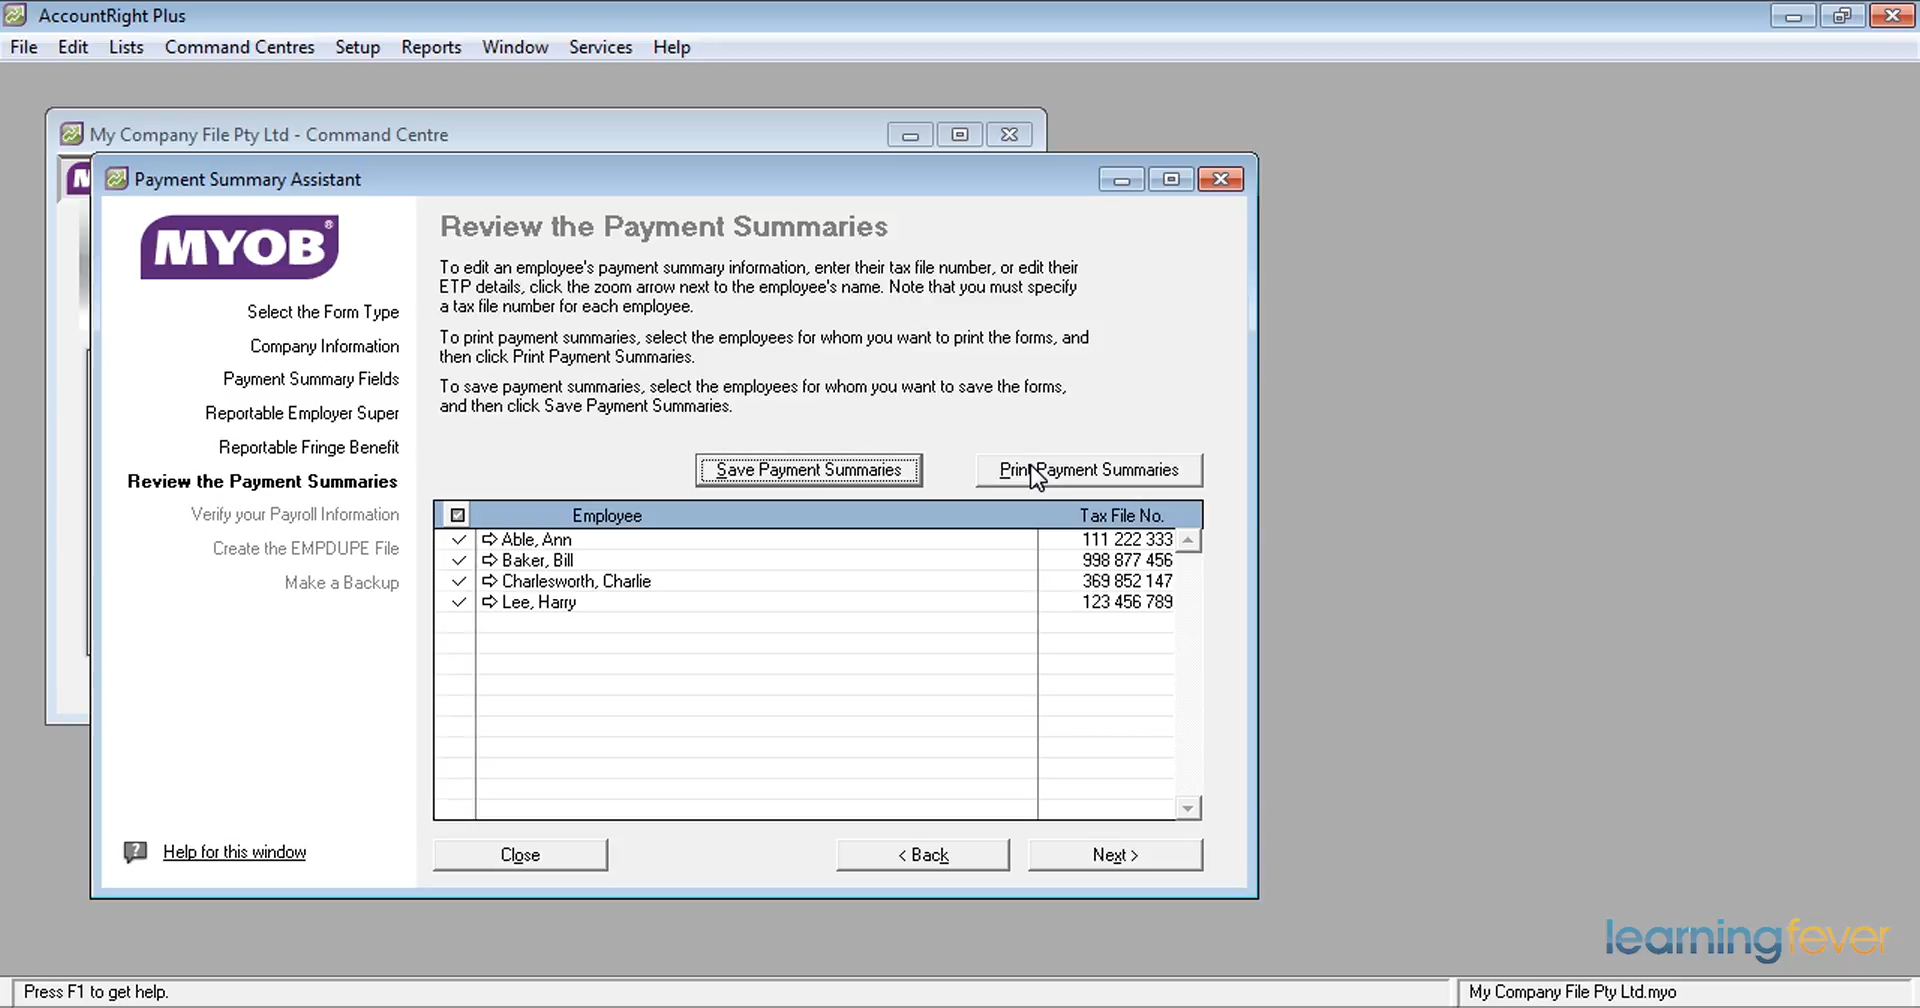 AccountRight Plus
File Edit Lists Command Centres Setup Reports Window Services Help
My Company File Pty Ltd - Command Centre
Payment Summary Assistant
MYOB®
Select the Form Type
Company Information
Payment Summary Fields
Reportable Employer Super
Reportable Fringe Benefit
Review the Payment Summaries
Verify your Payroll Information
Create the EMPDUPE File
Make a Backup
? Help for this window
Review the Payment Summaries
To edit an employee's payment summary information, enter their tax file number, or edit their
ETP details, click the zoom arrow next to the employee's name. Note that you must specify
a tax file number for each employee.
To print payment summaries, select the employees for whom you want to print the forms, and
then click Print Payment Summaries.
To save payment summaries, select the employees for whom you want to save the forms,
and then click Save Payment Summaries.
Save Payment Summaries Print Payment Summaries
Employee Tax File No.
Able, Ann 111 222 333
Baker, Bill 998 877 456
Charlesworth, Charlie 369 852 147
Lee, Harry 123 456 789
Close < Back Next >
learningfever
Press F1 to get help. My Company File Pty Ltd.myo